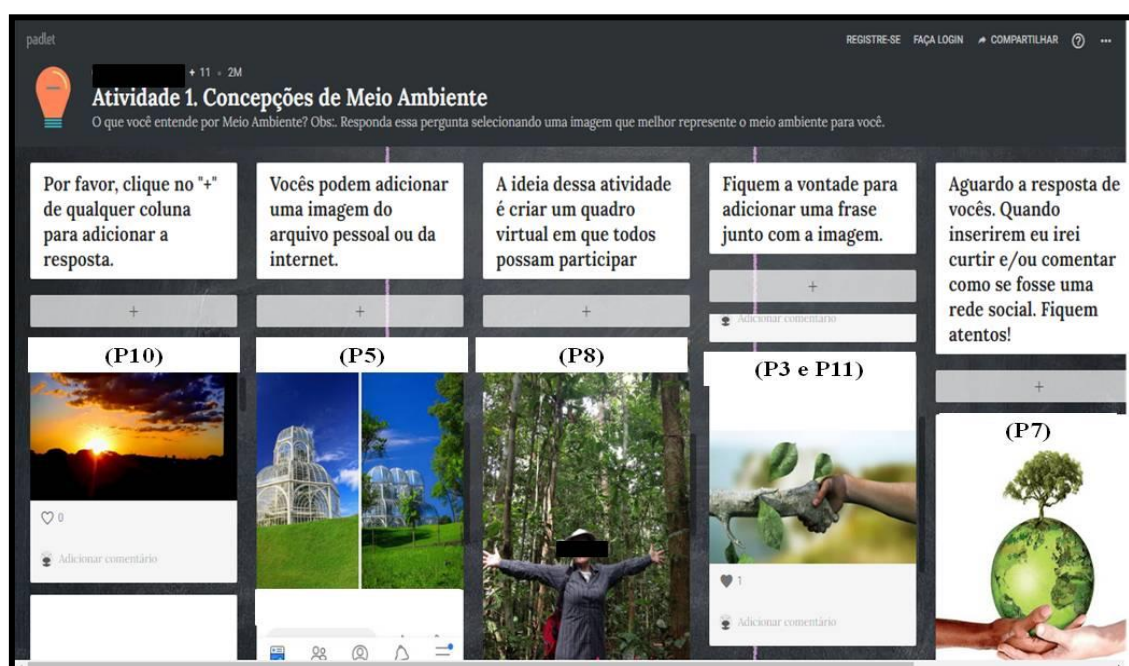 padlet
REGISTRE-SE FAÇA LOGIN COMPARTILHAR ? ...
+ 11 • 2M
Atividade 1. Concepções de Meio Ambiente
O que você entende por Meio Ambiente? Obs:. Responda essa pergunta selecionando uma imagem que melhor represente o meio ambiente para você.
Por favor, clique no "+"
de qualquer coluna
para adicionar a
resposta.
+
(P10)
0
Adicionar comentário
Vocês podem adicionar
uma imagem do
arquivo pessoal ou da
internet.
+
(P5)
A ideia dessa atividade
é criar um quadro
virtual em que todos
possam participar
+
(P8)
Fiquem a vontade para
adicionar uma frase
junto com a imagem.
+
Adicionar comentário
(P3 e P11)
1
Adicionar comentário
Aguardo a resposta de
vocês. Quando
inserirem eu irei
curtir e/ou comentar
como se fosse uma
rede social. Fiquem
atentos!
+
(P7)